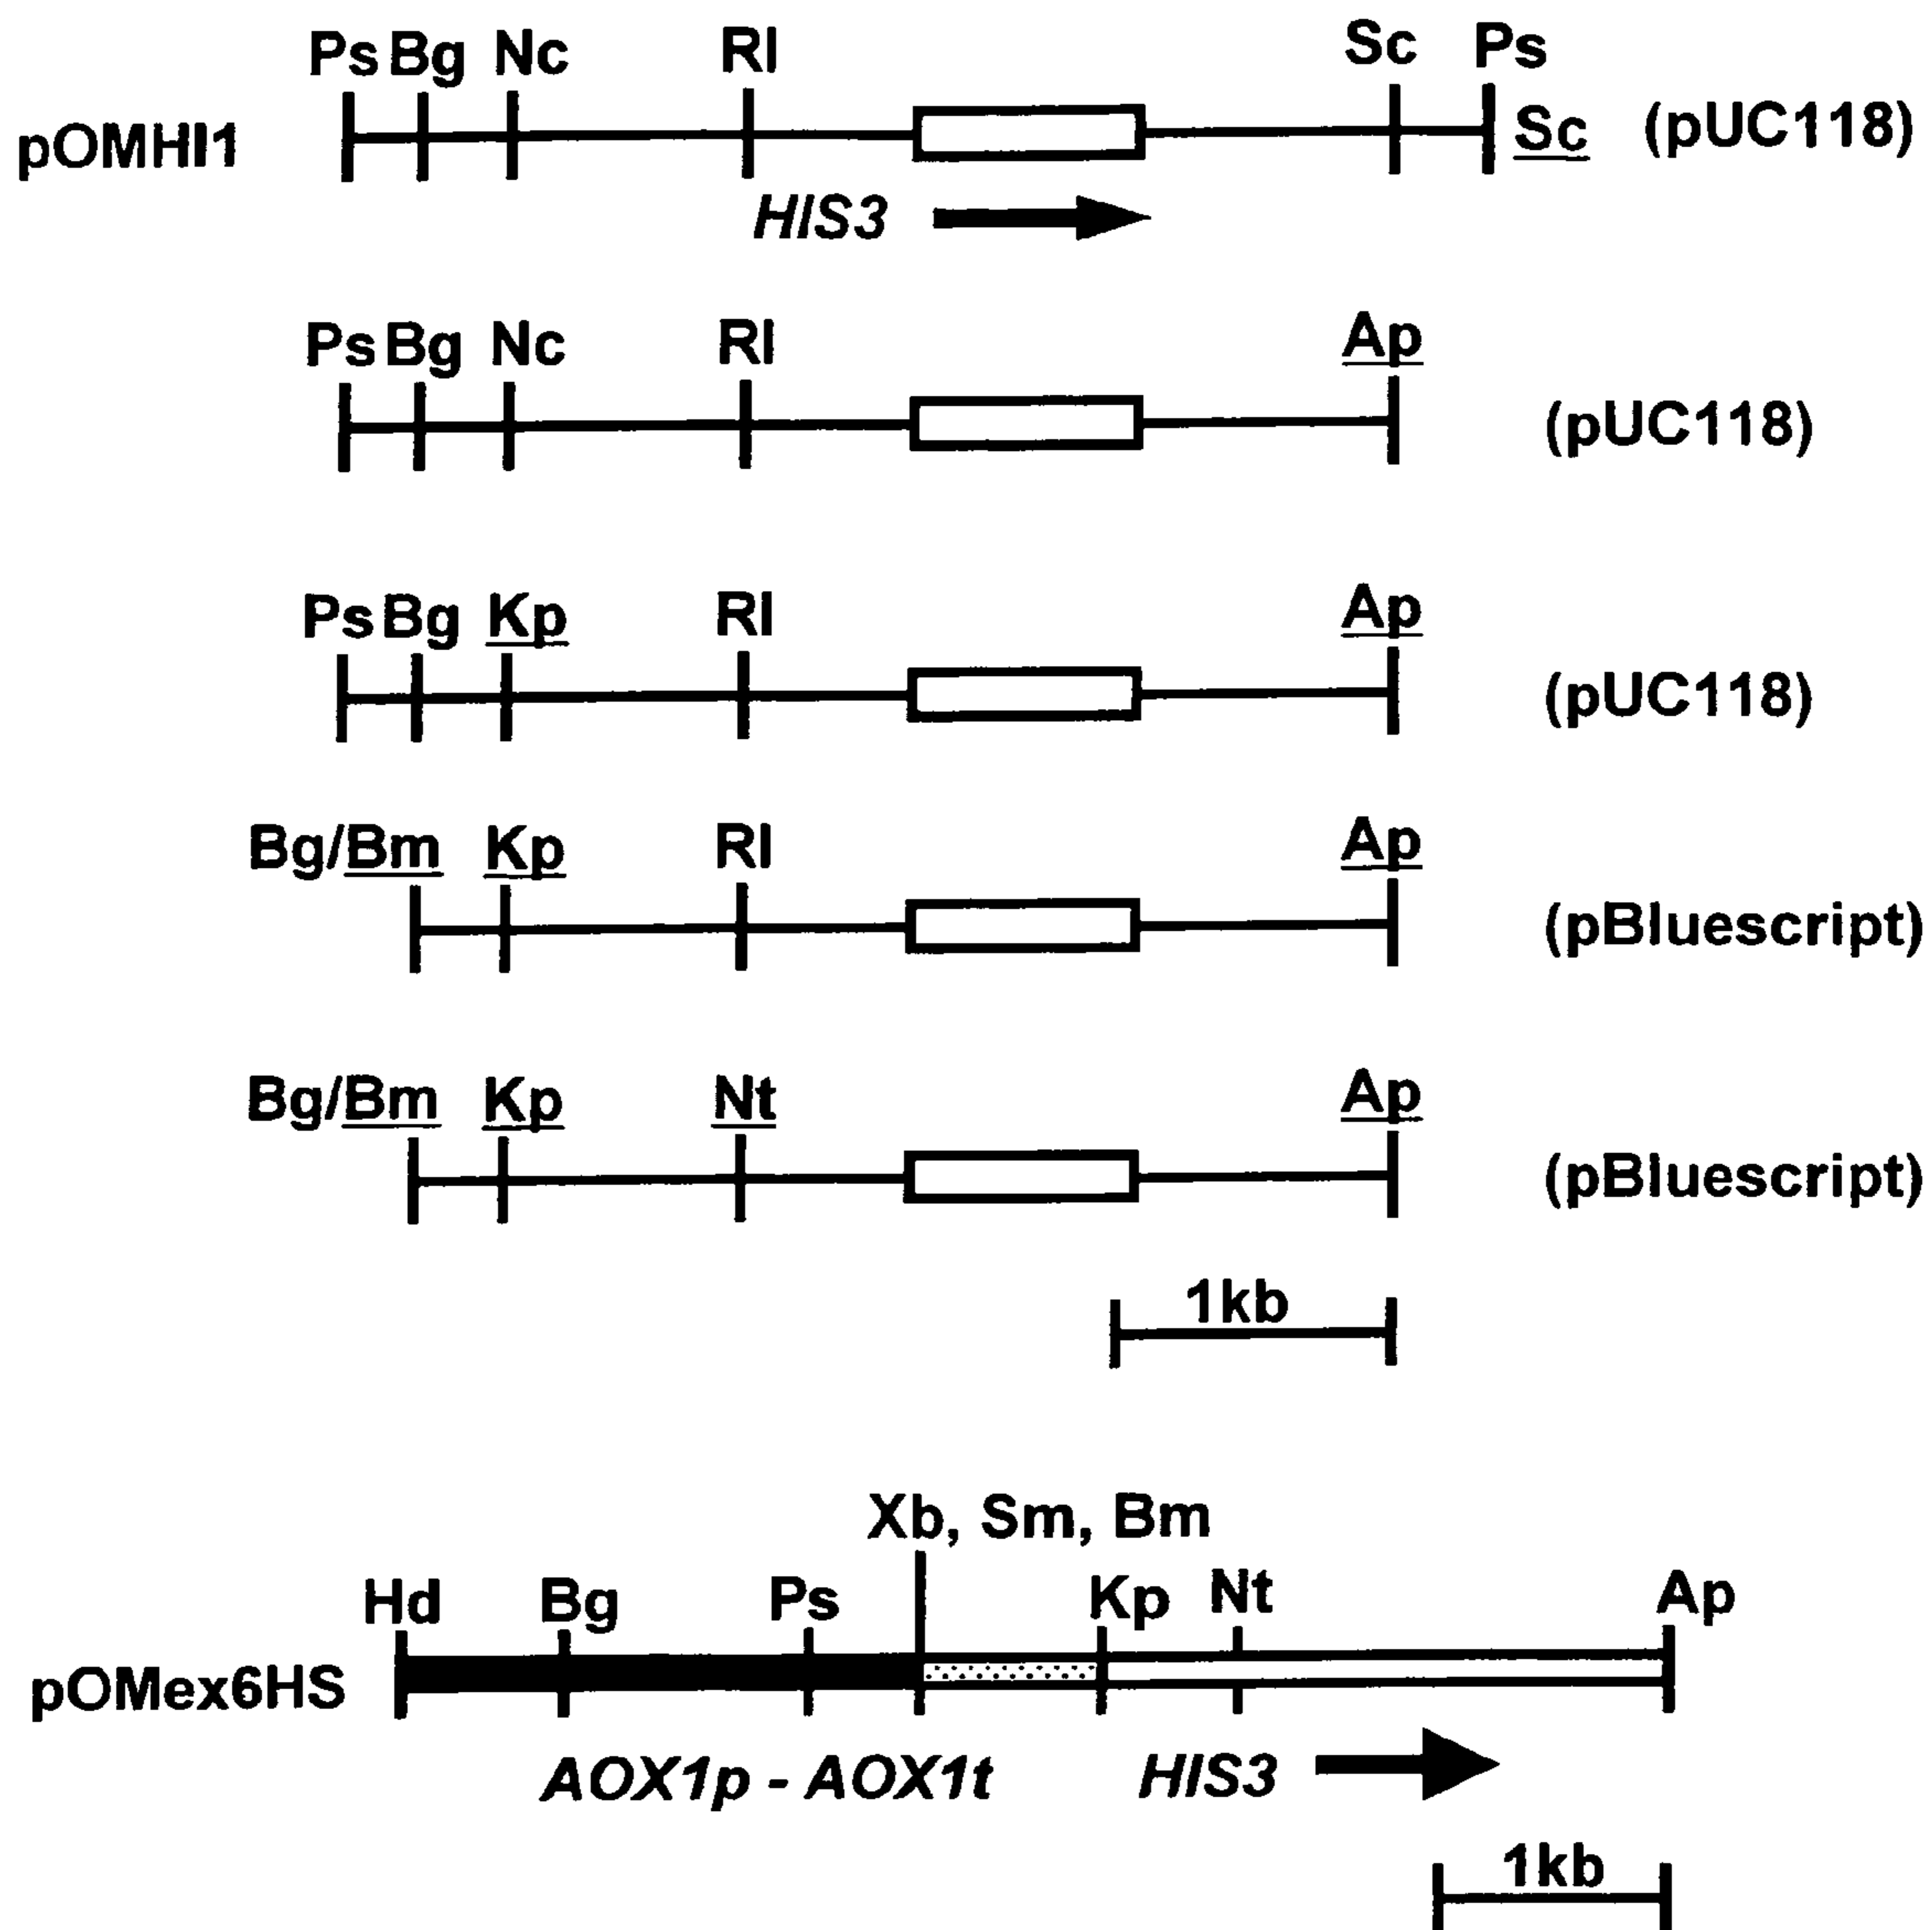 Ps Bg Nc RI Sc Ps
pOMHI1 Sc (pUC118)
HIS3
Ps Bg Nc RI Ap
(pUC118)
Ps Bg Kp RI Ap
(pUC118)
Bg/Bm Kp RI Ap
(pBluescript)
Bg/Bm Kp Nt Ap
(pBluescript)
1kb
Xb, Sm, Bm
Hd Bg Ps Kp Nt Ap
pOMex6HS
AOX1p - AOX1t HIS3
1kb